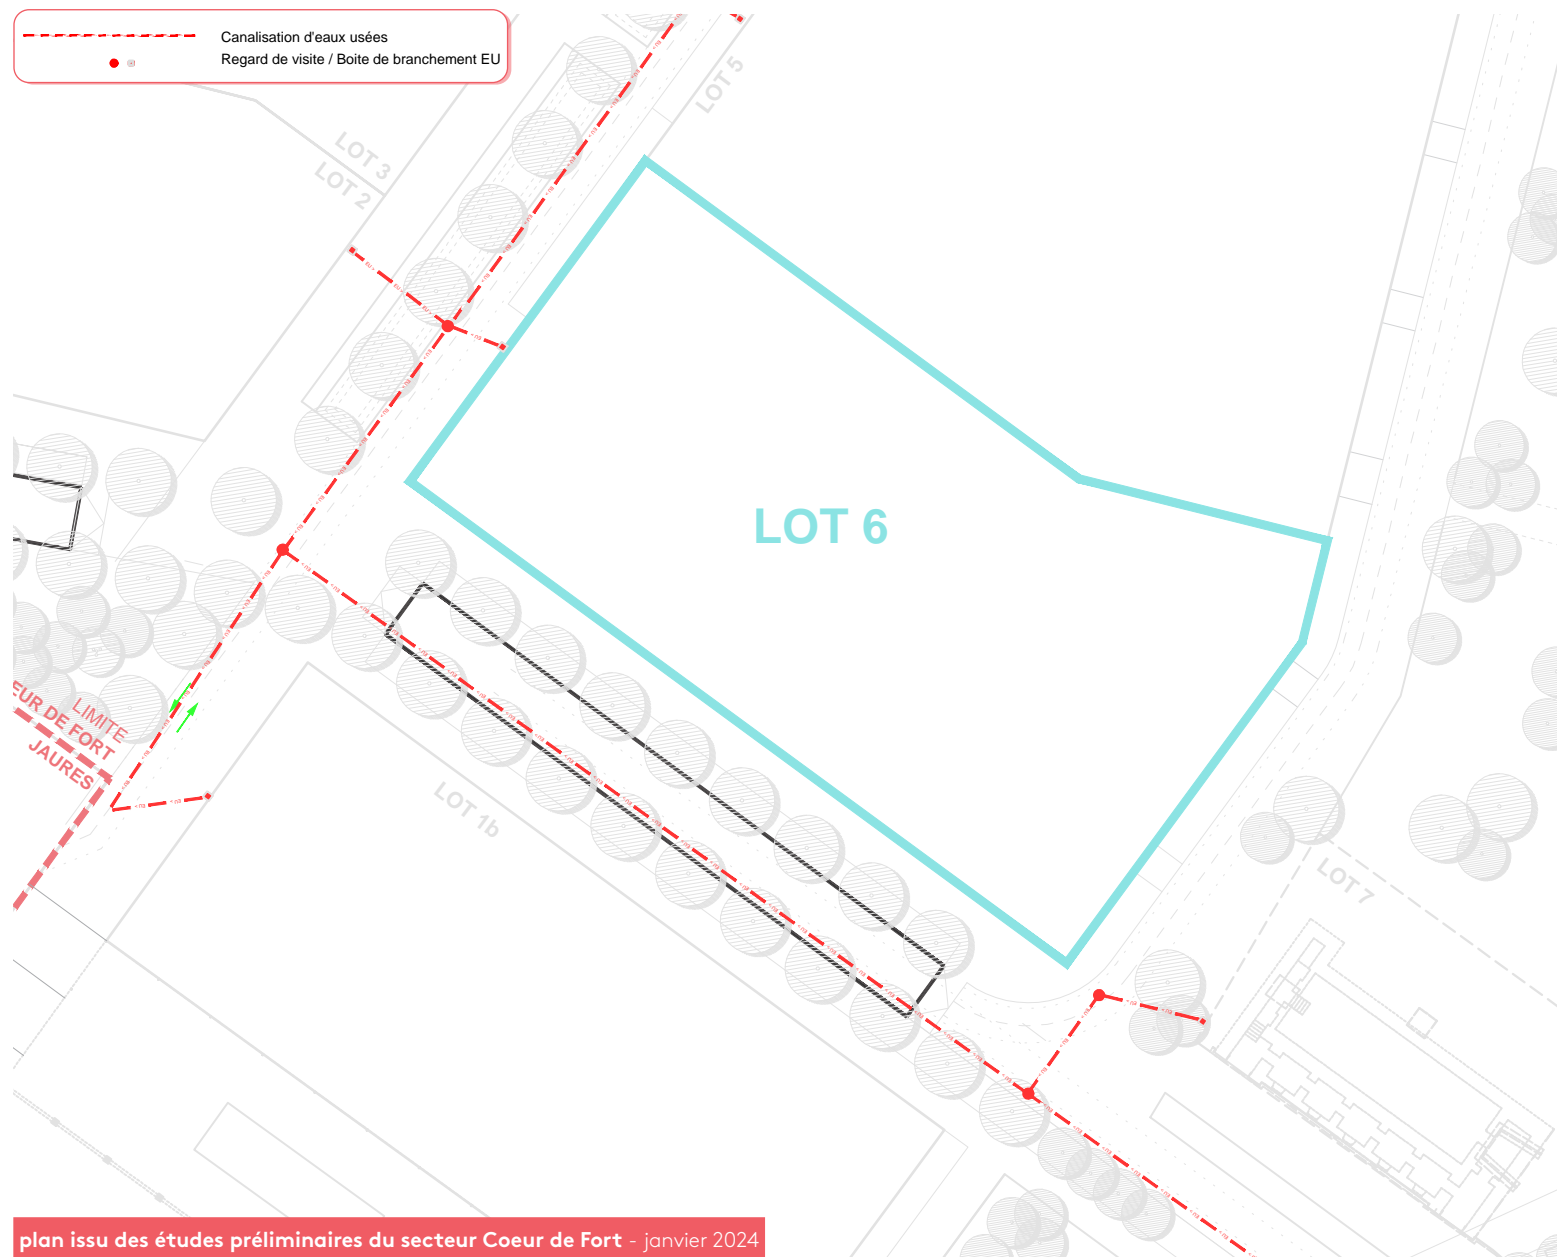 Canalisation d'eaux usées
Regard de visite / Boite de branchement EU
LOT 5
LOT 3
LOT 2
LOT 6
LIMITE
EUR DE FORT
JAURES
LOT 1b
LOT 7
plan issu des études préliminaires du secteur Coeur de Fort - janvier 2024